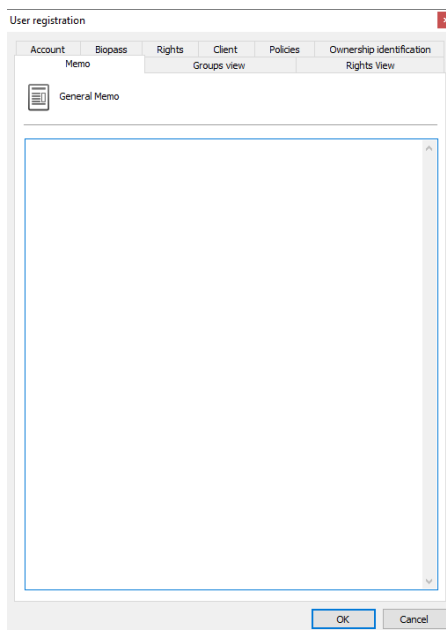 User registration
Account Biopass Rights Client Policies Ownership identification
Memo Groups view Rights View
General Memo
OK Cancel